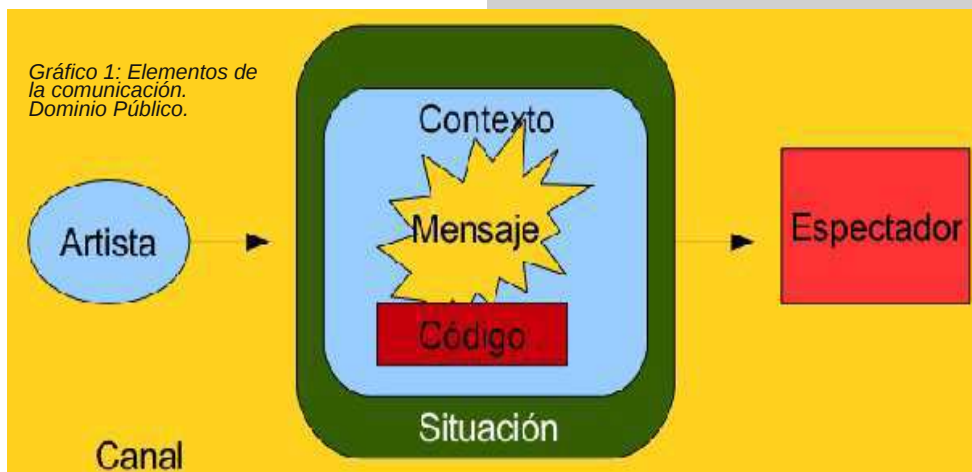 Gráfico 1: Elementos de
la comunicación.
Dominio Público.
Contexto
Artista
Mensaje
Espectador
Código
Situación
Canal